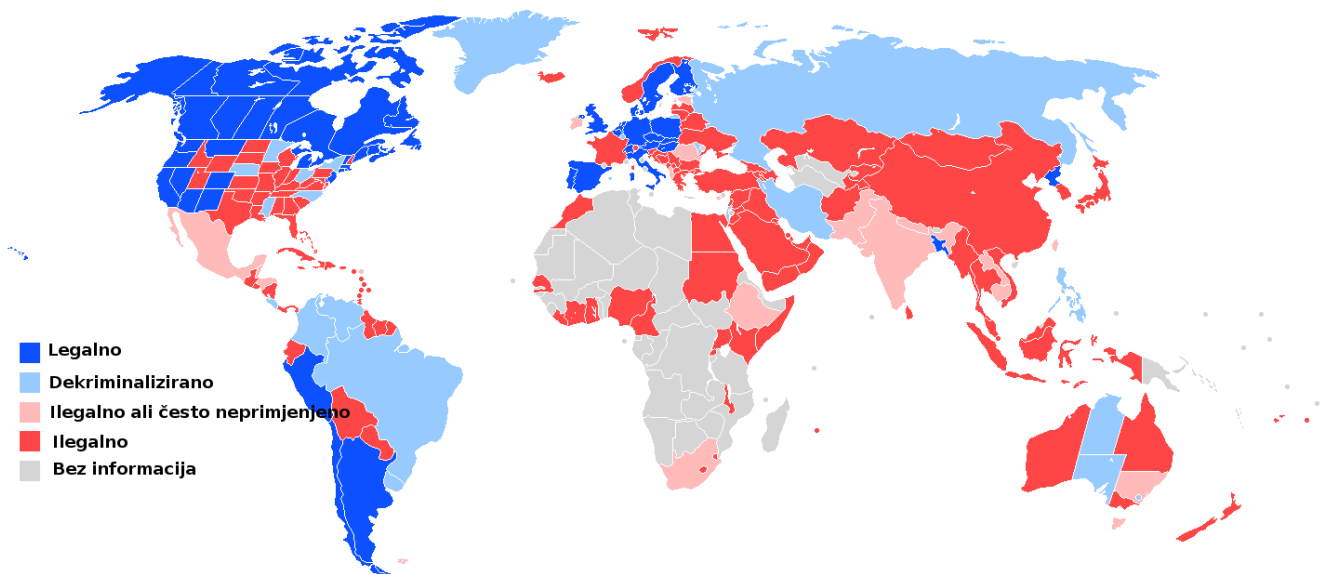 Legalno
Dekriminalizirano
Ilegalno ali često neprimjenjeno
Ilegalno
Bez informacija